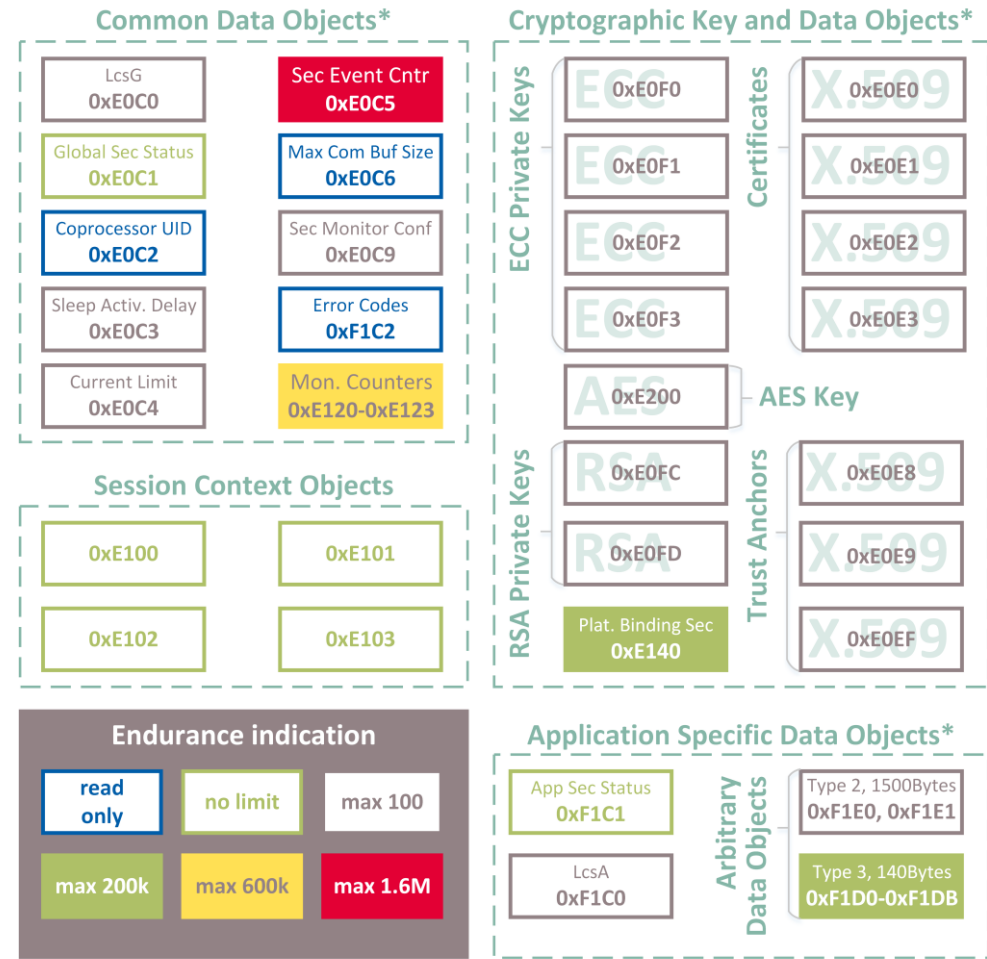 Common Data Objects*
LcsG
0xE0C0
Sec Event Cntr
0xE0C5
Global Sec Status
0xE0C1
Max Com Buf Size
0xE0C6
Coprocessor UID
0xE0C2
Sec Monitor Conf
0xE0C9
Sleep Activ. Delay
0xE0C3
Error Codes
0xF1C2
Current Limit
0xE0C4
Mon. Counters
0xE120-0xE123
Session Context Objects
0xE100
0xE101
0xE102
0xE103
Endurance indication
read
only
no limit
max 100
max 200k
max 600k
max 1.6M
Cryptographic Key and Data Objects*
ECC Private Keys
ECC
0xE0F0
ECC
0xE0F1
ECC
0xE0F2
ECC
0xE0F3
Certificates
X.509
0xE0E0
X.509
0xE0E1
X.509
0xE0E2
X.509
0xE0E3
AES
0xE200
AES Key
RSA Private Keys
RSA
0xE0FC
RSA
0xE0FD
Plat. Binding Sec
0xE140
Trust Anchors
X.509
0xE0E8
X.509
0xE0E9
X.509
0xE0EF
Application Specific Data Objects*
App Sec Status
0xF1C1
LcsA
0xF1C0
Arbitrary
Data Objects
Type 2, 1500Bytes
0xF1E0, 0xF1E1
Type 3, 140Bytes
0xF1D0-0xF1DB